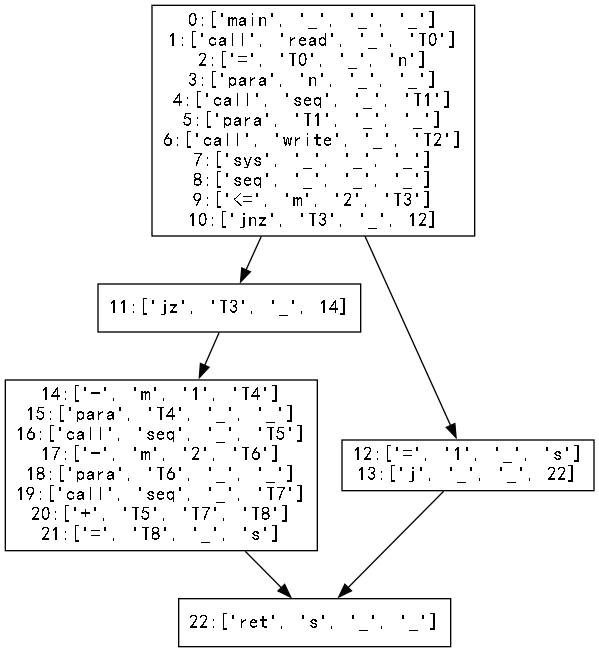 0:['main', '_', '_', '_']
1:['call', 'read', '_', 'T0']
2:['=', 'T0', '_', 'n']
3:['para', 'n', '_', '_']
4:['call', 'seq', '_', 'T1']
5:['para', 'T1', '_', '_']
6:['call', 'write', '_', 'T2']
7:['sys', '_', '_', '_']
8:['seq', '_', '_', '_']
9:['<=', 'm', '2', 'T3']
10:['jnz', 'T3', '_', 12]
11:['jz', 'T3', '_', 14]
14:['-', 'm', '1', 'T4']
15:['para', 'T4', '_', '_']
16:['call', 'seq', '_', 'T5']
17:['-', 'm', '2', 'T6']
18:['para', 'T6', '_', '_']
19:['call', 'seq', '_', 'T7']
20:['+', 'T5', 'T7', 'T8']
21:['=', 'T8', '_', 's']
12:['=', '1', '_', 's']
13:['j', '_', '_', 22]
22:['ret', 's', '_', '_']